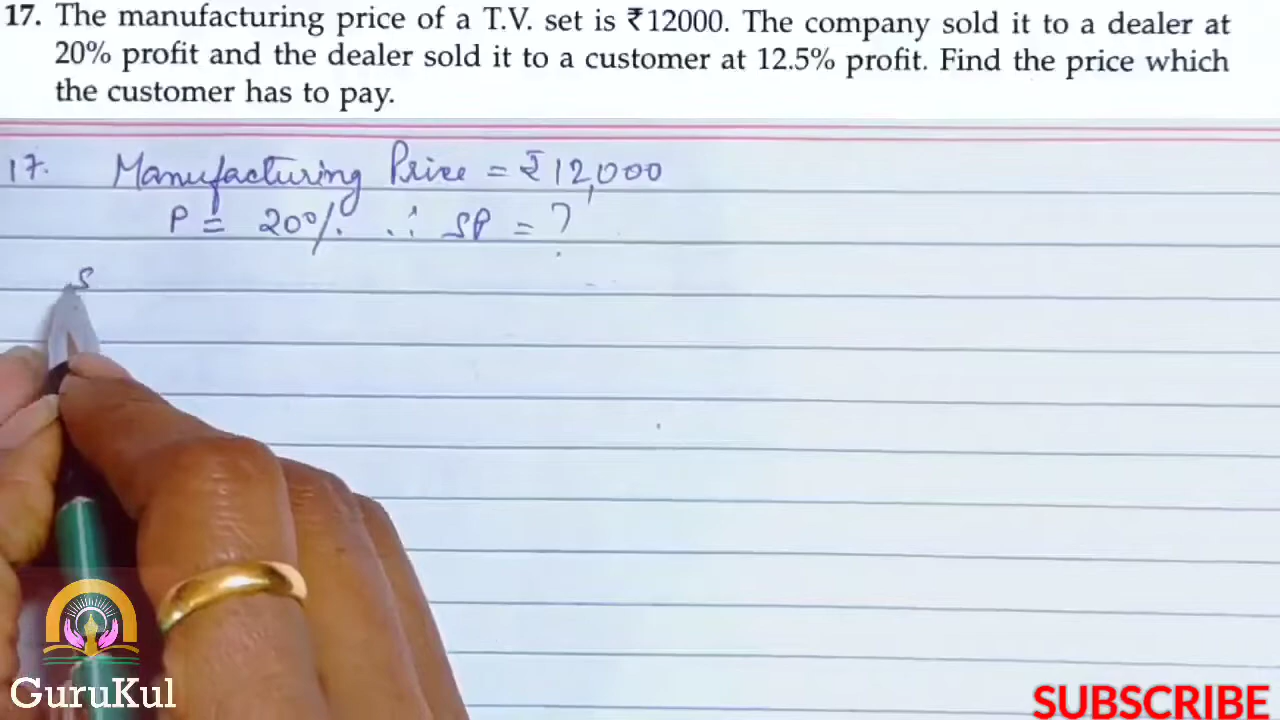 17. The manufacturing price of a T.V. set is ₹12000. The company sold it to a dealer at
20% profit and the dealer sold it to a customer at 12.5% profit. Find the price which
the customer has to pay.
17. Manufacturing Price = ₹12,000
P = 20% ∴ SP = ?
S
GuruKul
SUBSCRIBE